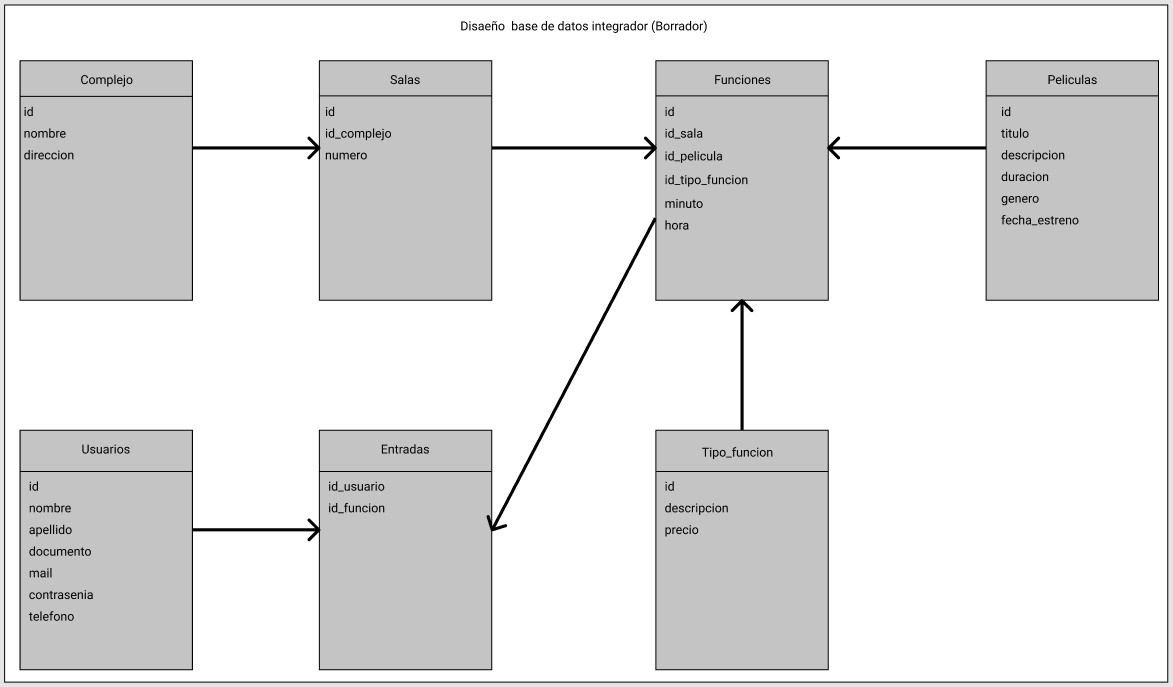 Disaeño base de datos integrador (Borrador)
Complejo
id
nombre
direccion
Salas
id
id_complejo
numero
Funciones
id
id_sala
id_pelicula
id_tipo_funcion
minuto
hora
Peliculas
id
titulo
descripcion
duracion
genero
fecha_estreno
Usuarios
id
nombre
apellido
documento
mail
contrasenia
telefono
Entradas
id_usuario
id_funcion
Tipo_funcion
id
descripcion
precio